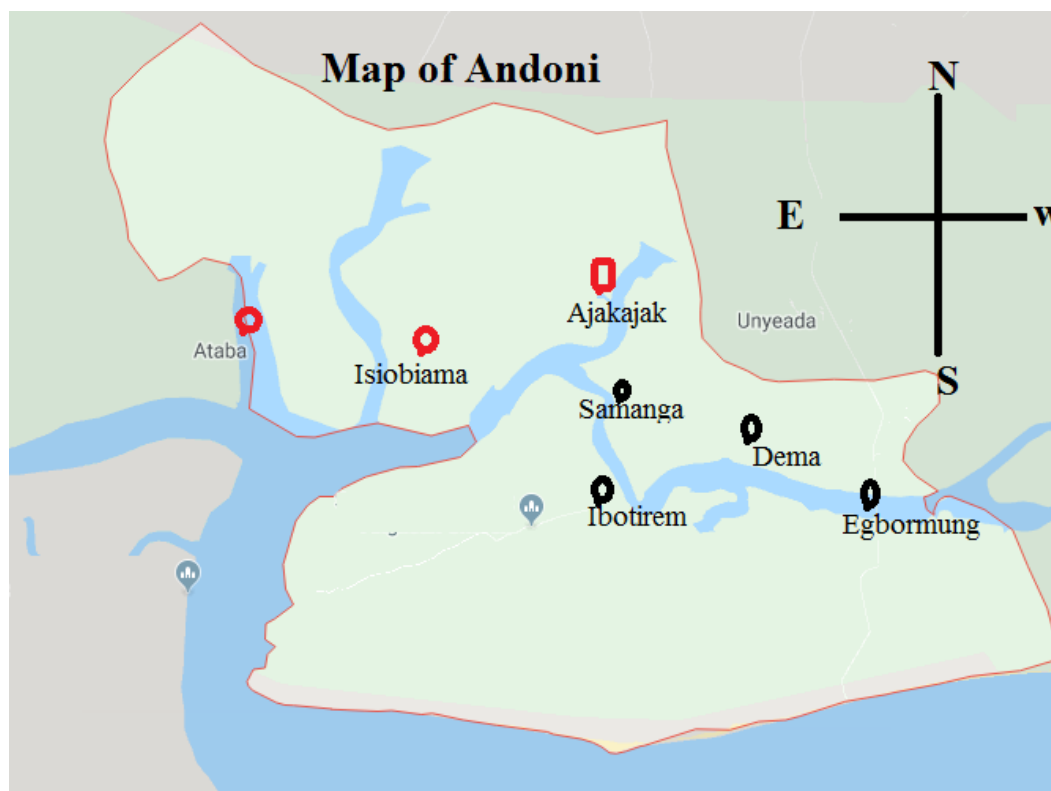 Map of Andoni
N
E
w
S
Ajakajak
Unyeada
Ataba
Isiobiama
Samanga
Dema
Ibotirem
Egbormung